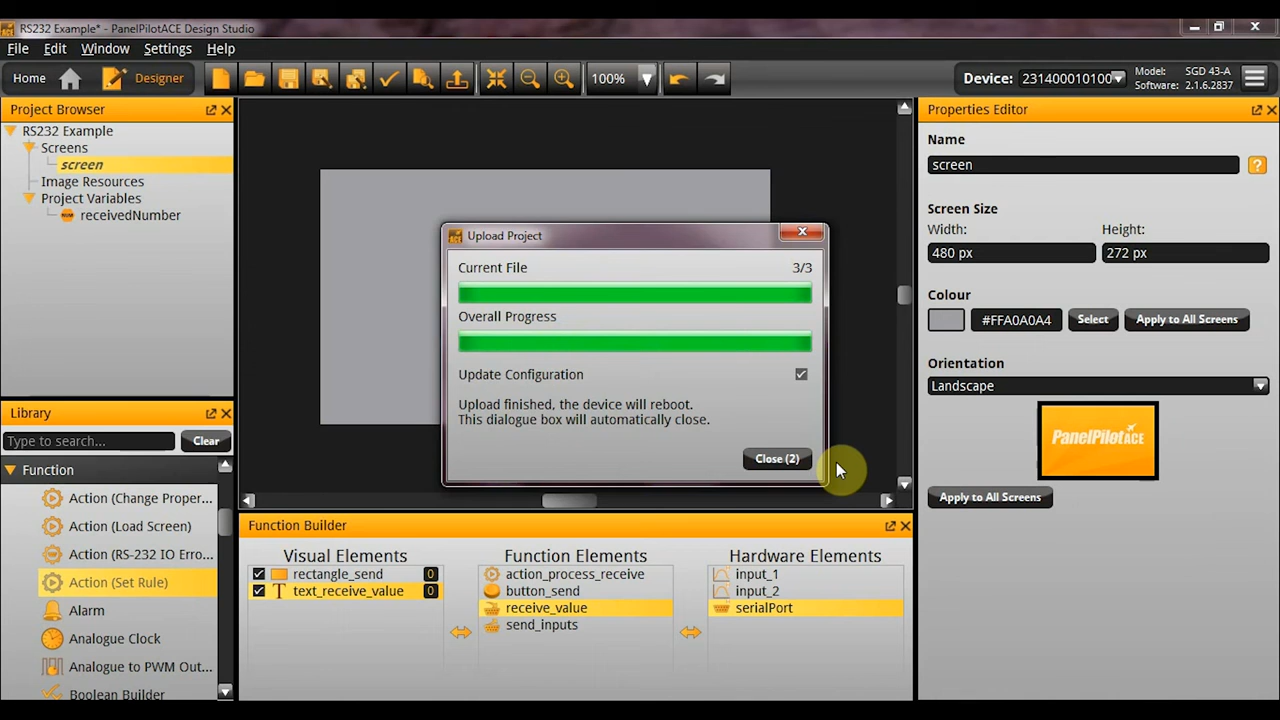 RS232 Example* - PanelPilotACE Design Studio
File Edit Window Settings Help
Home Designer 100% Device: 231400010100 Model: SGD 43-A
Software: 2.1.6.2837
Project Browser
RS232 Example
Screens
screen
Image Resources
Project Variables
receivedNumber
Library
Type to search... Clear
Function
Action (Change Proper...
Action (Load Screen)
Action (RS-232 IO Erro...
Action (Set Rule)
Alarm
Analogue Clock
Analogue to PWM Out...
Boolean Builder
Upload Project
Current File 3/3
Overall Progress
Update Configuration
Upload finished, the device will reboot.
This dialogue box will automatically close.
Close (2)
Function Builder
Visual Elements
rectangle_send 0
text_receive_value 0
Function Elements
action_process_receive
button_send
receive_value
send_inputs
Hardware Elements
input_1
input_2
serialPort
Properties Editor
Name
screen
Screen Size
Width: Height:
480 px 272 px
Colour
#FFA0A0A4 Select Apply to All Screens
Orientation
Landscape
PanelPilotACE
Apply to All Screens